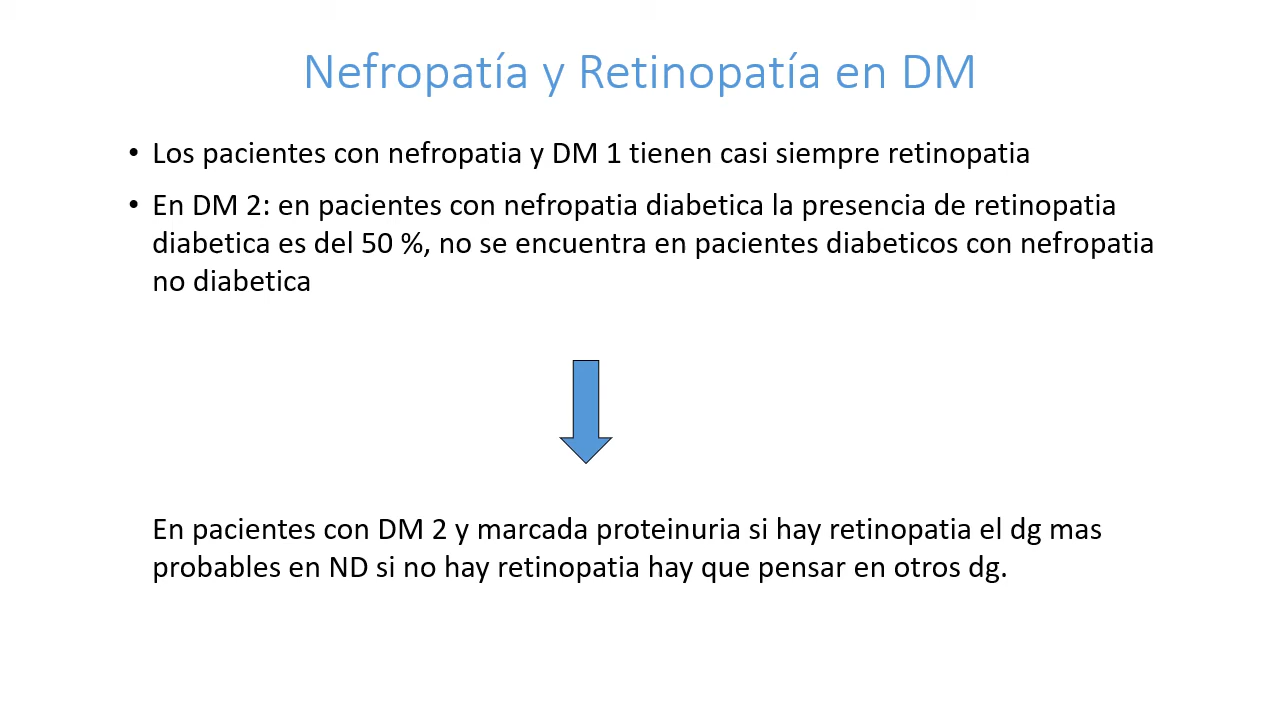 Nefropatía y Retinopatía en DM
• Los pacientes con nefropatia y DM 1 tienen casi siempre retinopatia
• En DM 2: en pacientes con nefropatia diabetica la presencia de retinopatia
diabetica es del 50 %, no se encuentra en pacientes diabeticos con nefropatia
no diabetica
En pacientes con DM 2 y marcada proteinuria si hay retinopatia el dg mas
probables en ND si no hay retinopatia hay que pensar en otros dg.